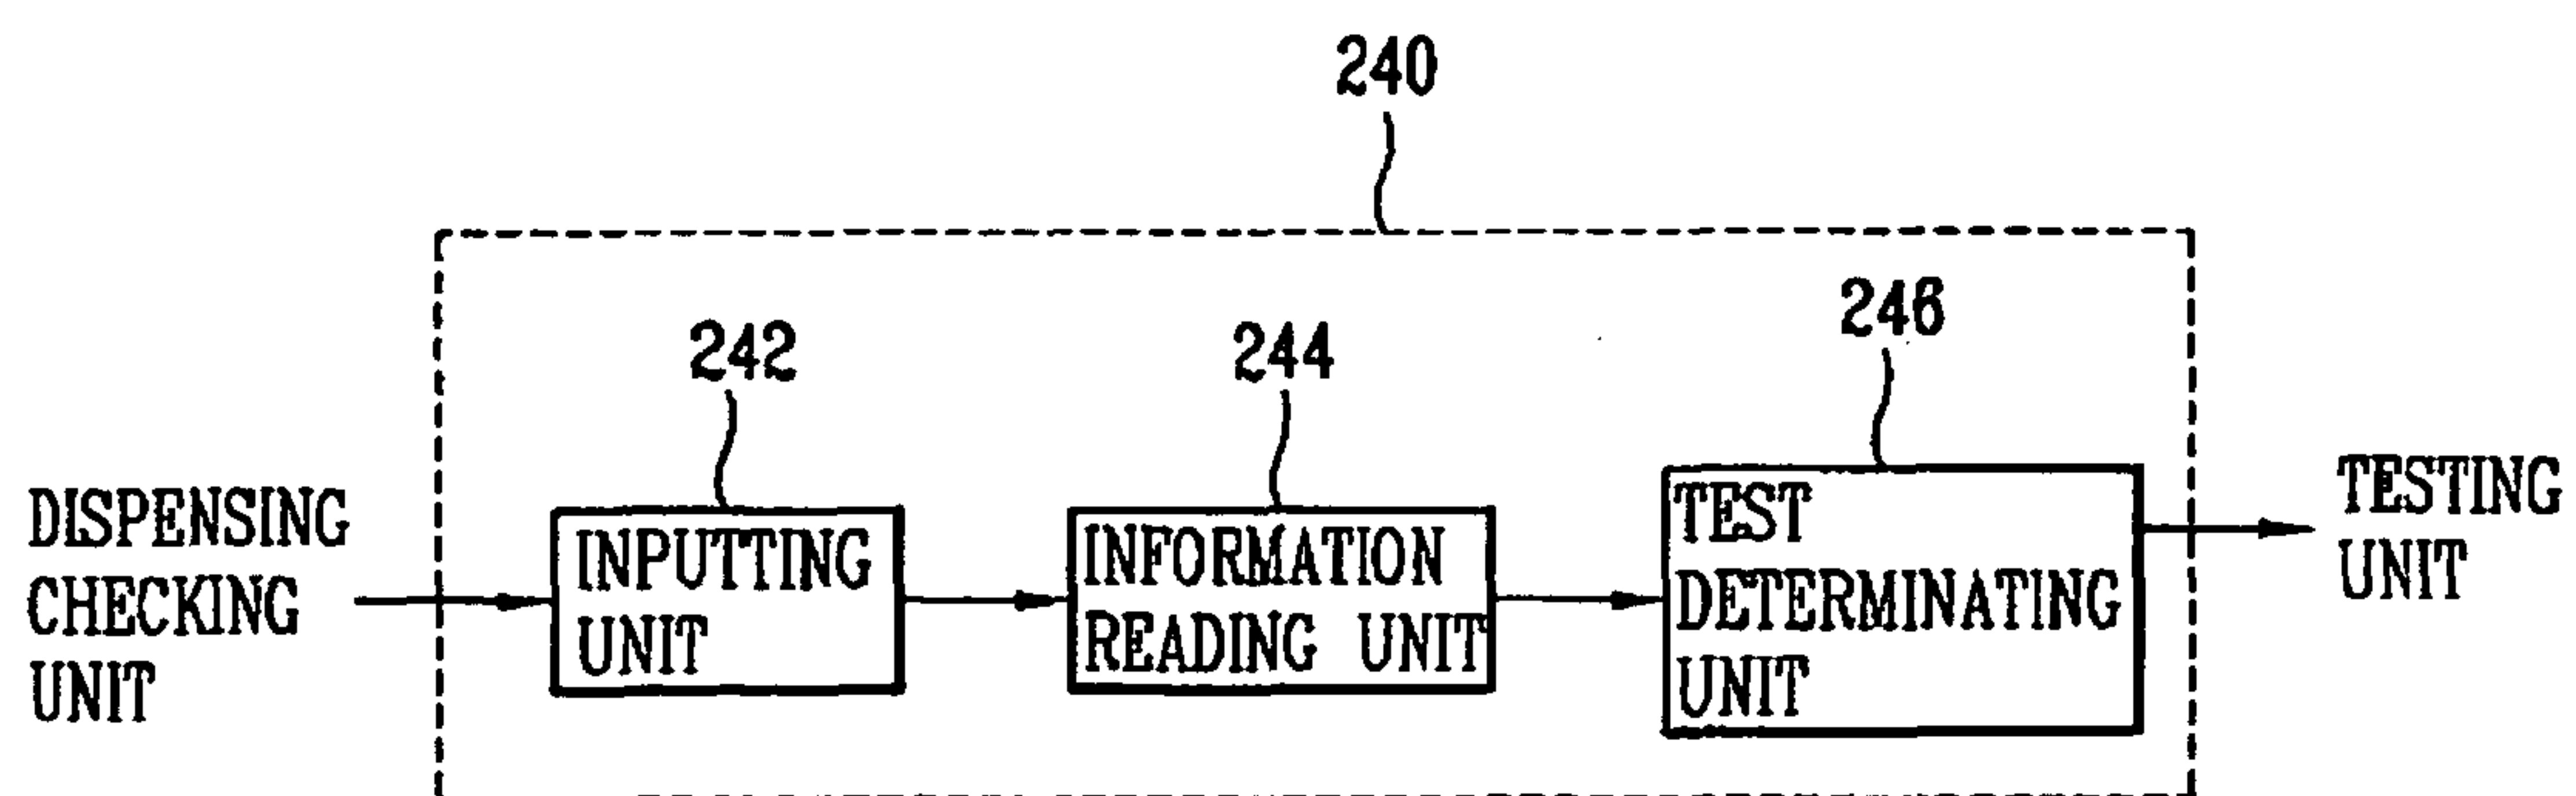 240
242
244
246
DISPENSING
CHECKING
UNIT
INPUTTING
UNIT
INFORMATION
READING UNIT
TEST
DETERMINATING
UNIT
TESTING
UNIT